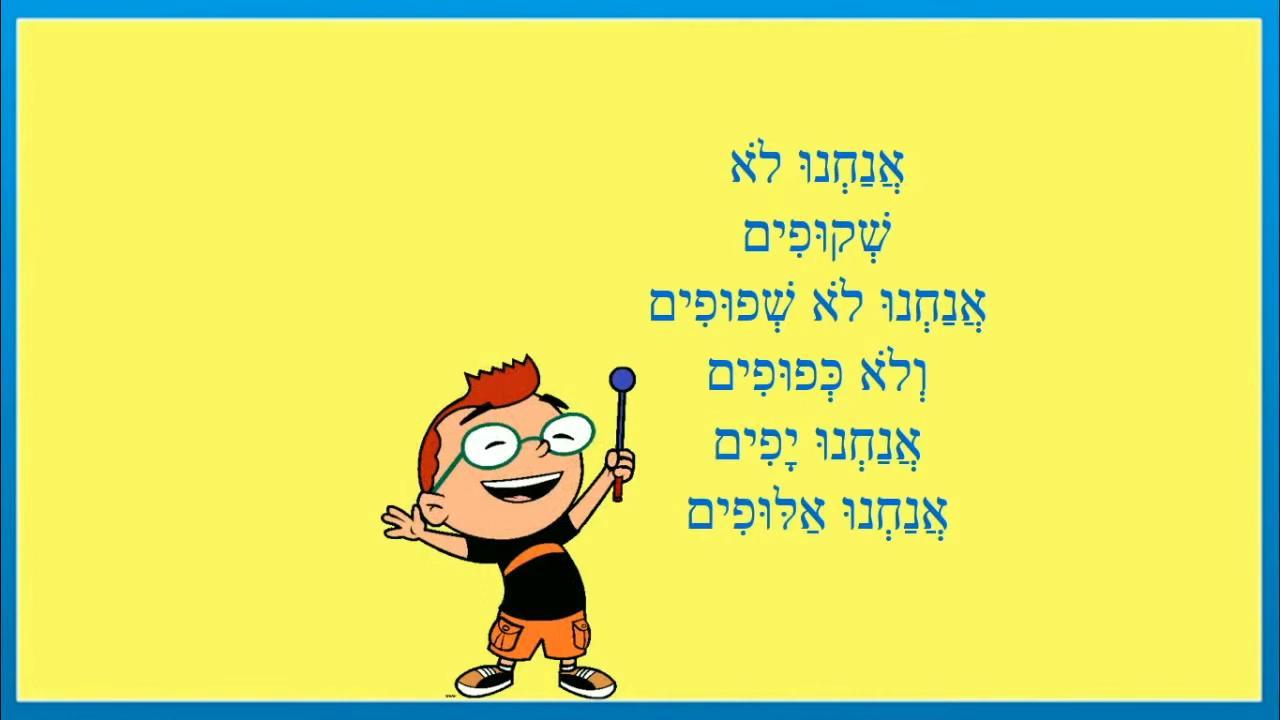 אֲנַחְנוּ לֹא
שְׁקוּפִים
אֲנַחְנוּ לֹא שְׁפוּפִים
וְלֹא כְּפוּפִים
אֲנַחְנוּ יָפִים
אֲנַחְנוּ אַלּוּפִים